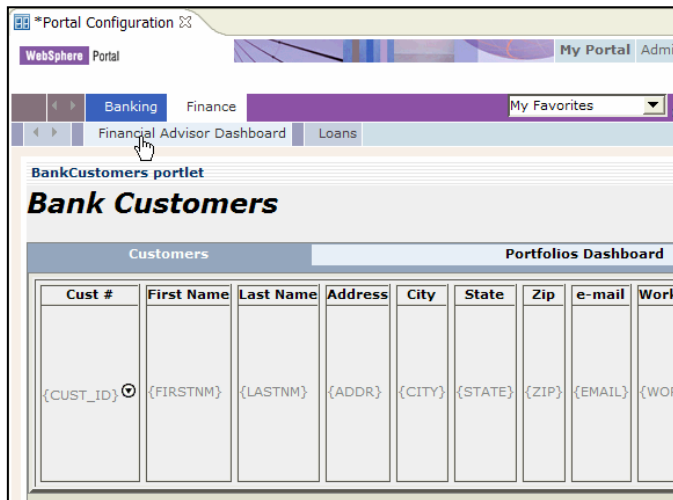 *Portal Configuration
WebSphere Portal
My Portal
Banking Finance My Favorites
Financial Advisor Dashboard Loans
BankCustomers portlet
Bank Customers
Customers Portfolios Dashboard
Cust # First Name Last Name Address City State Zip e-mail Work
{CUST_ID} {FIRSTNM} {LASTNM} {ADDR} {CITY} {STATE} {ZIP} {EMAIL}